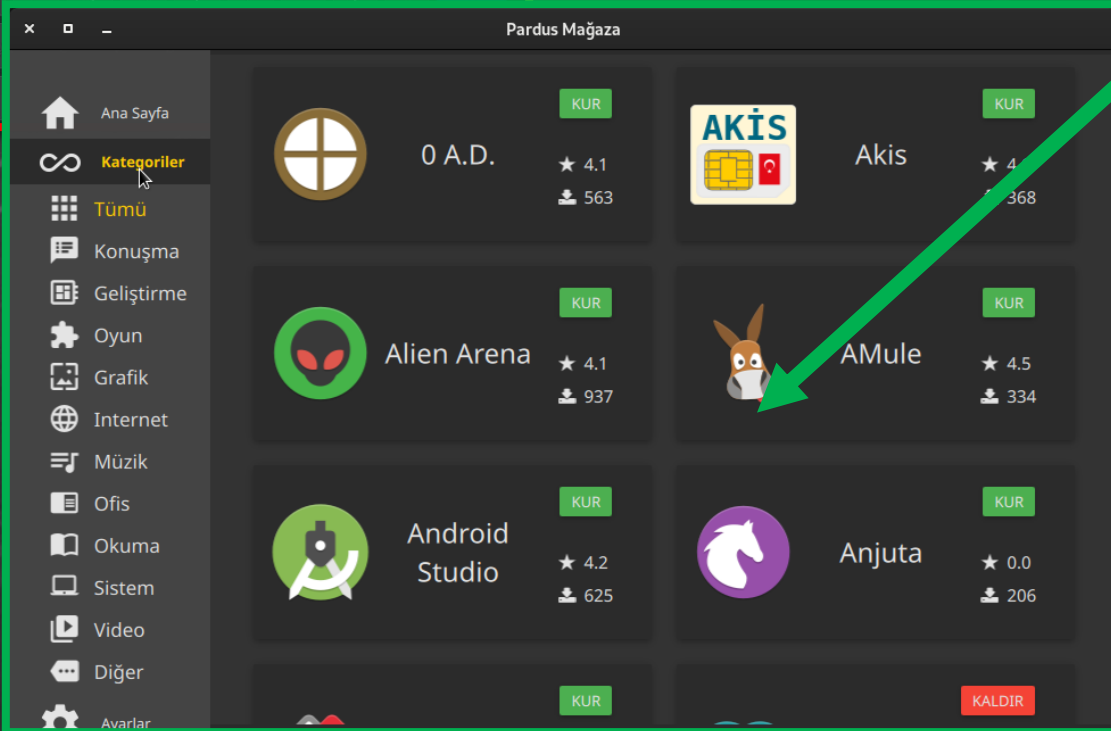 Pardus Mağaza
Ana Sayfa
Kategoriler
Tümü
Konuşma
Geliştirme
Oyun
Grafik
Internet
Müzik
Ofis
Okuma
Sistem
Video
Diğer
Ayarlar
KUR
0 A.D.
4.1
563
KUR
AKİS
Akis
368
KUR
Alien Arena
4.1
937
KUR
AMule
4.5
334
KUR
Android
Studio
4.2
625
KUR
Anjuta
0.0
206
KUR
KALDIR